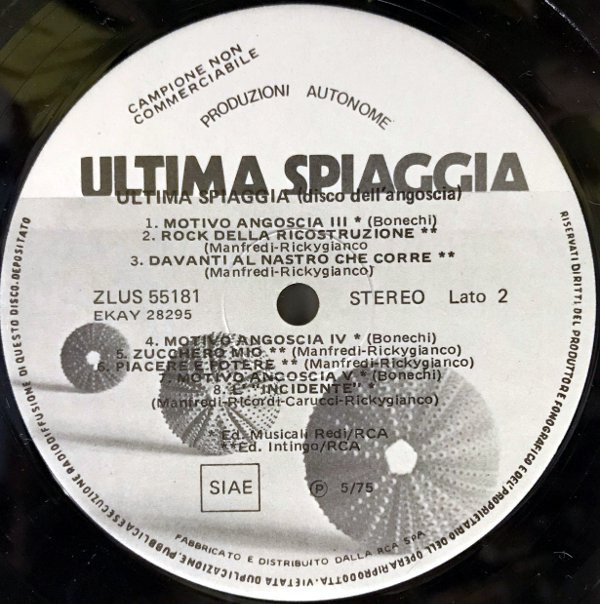 CAMPIONE NON
COMMERCIABILE
PRODUZIONI AUTONOME
ULTIMA SPIAGGIA
ULTIMA SPIAGGIA (disco dell'angoscia)
1. MOTIVO ANGOSCIA III * (Bonechi)
2. ROCK DELLA RICOSTRUZIONE **
(Manfredi-Rickygianco
3. DAVANTI AL NASTRO CHE CORRE **
(Manfredi-Rickygianco)
ZLUS 55181 STEREO Lato 2
EKAY 28295
4. MOTIVO ANGOSCIA IV * (Bonechi)
5. ZUCCHERO MIO ** (Manfredi-Rickygianco)
6. PIACERE E POTERE ** (Manfredi-Rickygianco)
MOTIVO ANGOSCIA V * (Bonechi)
8. E' "INCIDENTE" *
(Manfredi-Ricordi-Carucci-Rickygianco)
*Ed. Musicali Redi/RCA
**Ed. Intingo/RCA
SIAE
Ⓟ 5/75
FABBRICATO E DISTRIBUITO DALLA RCA SPA
RISERVATI DIRITTI DEL PRODUTTORE FONOGRAFICO E DEL PROPRIETARIO DELL'OPERA RIPRODOTTA. VIETATA DUPLICAZIONE PUBBLICA ESECUZIONE RADIODIFFUSIONE DI QUESTO DISCO. DEPOSITATO